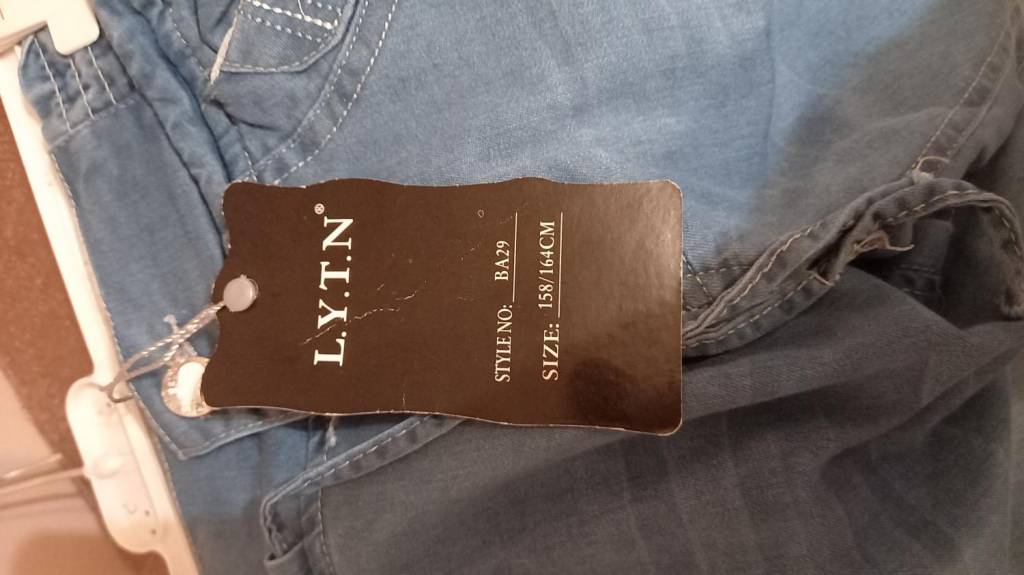 L.Y.T.N®
STYLE NO: BA29
SIZE: 158/164CM